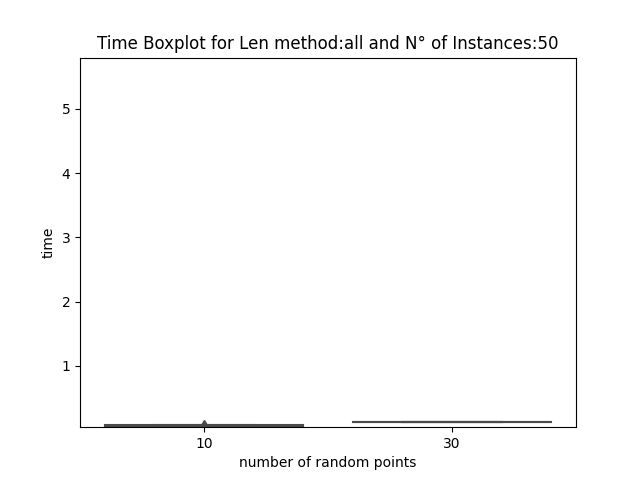 Time Boxplot for Len method:all and N° of Instances:50
5
4
3
2
1
time
10 30
number of random points